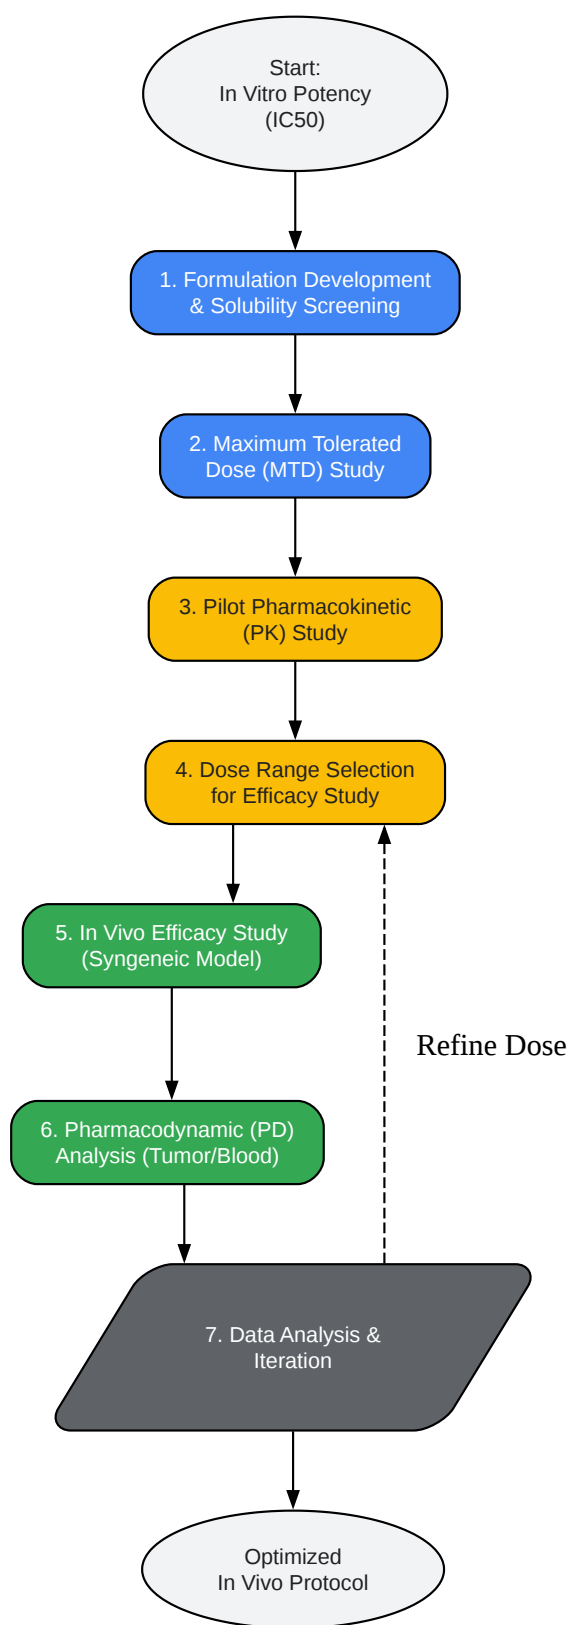 Start:
In Vitro Potency
(IC50)
1. Formulation Development
& Solubility Screening
2. Maximum Tolerated
Dose (MTD) Study
3. Pilot Pharmacokinetic
(PK) Study
4. Dose Range Selection
for Efficacy Study
5. In Vivo Efficacy Study
(Syngeneic Model)
Refine Dose
6. Pharmacodynamic (PD)
Analysis (Tumor/Blood)
7. Data Analysis &
Iteration
Optimized
In Vivo Protocol